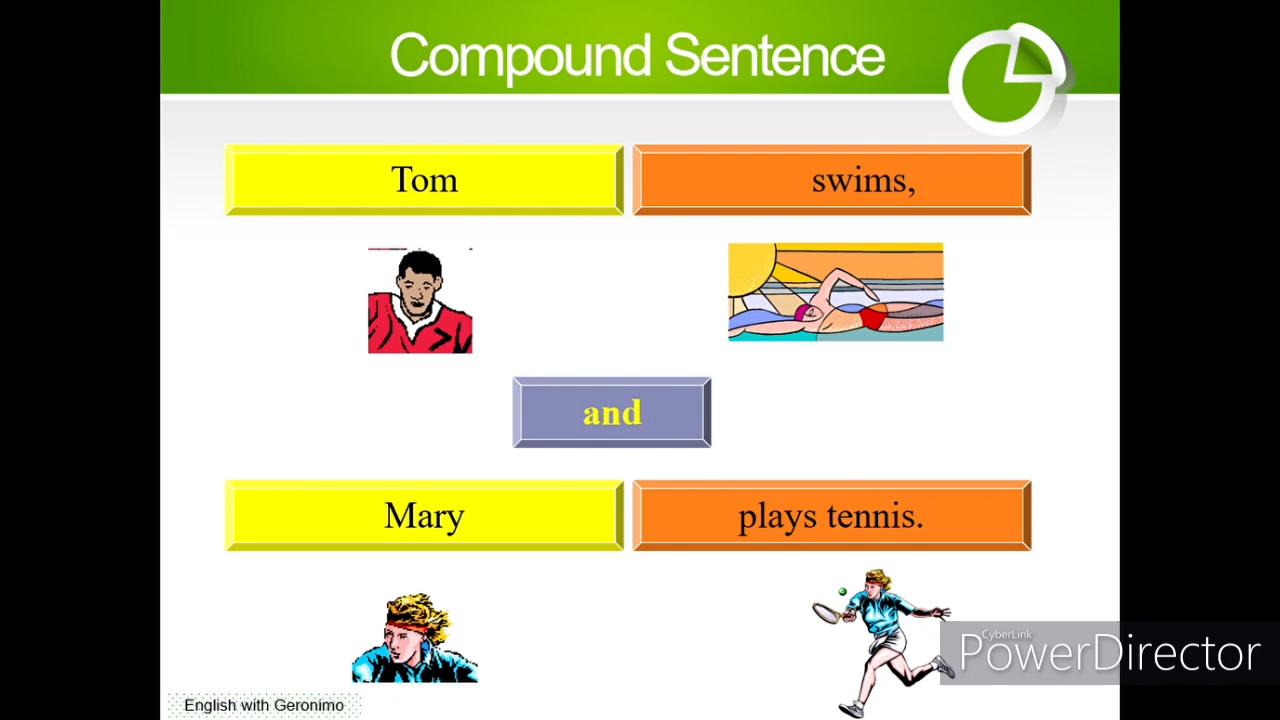 Compound Sentence
Tom swims,
and
Mary plays tennis.
CyberLink
PowerDirector
English with Geronimo